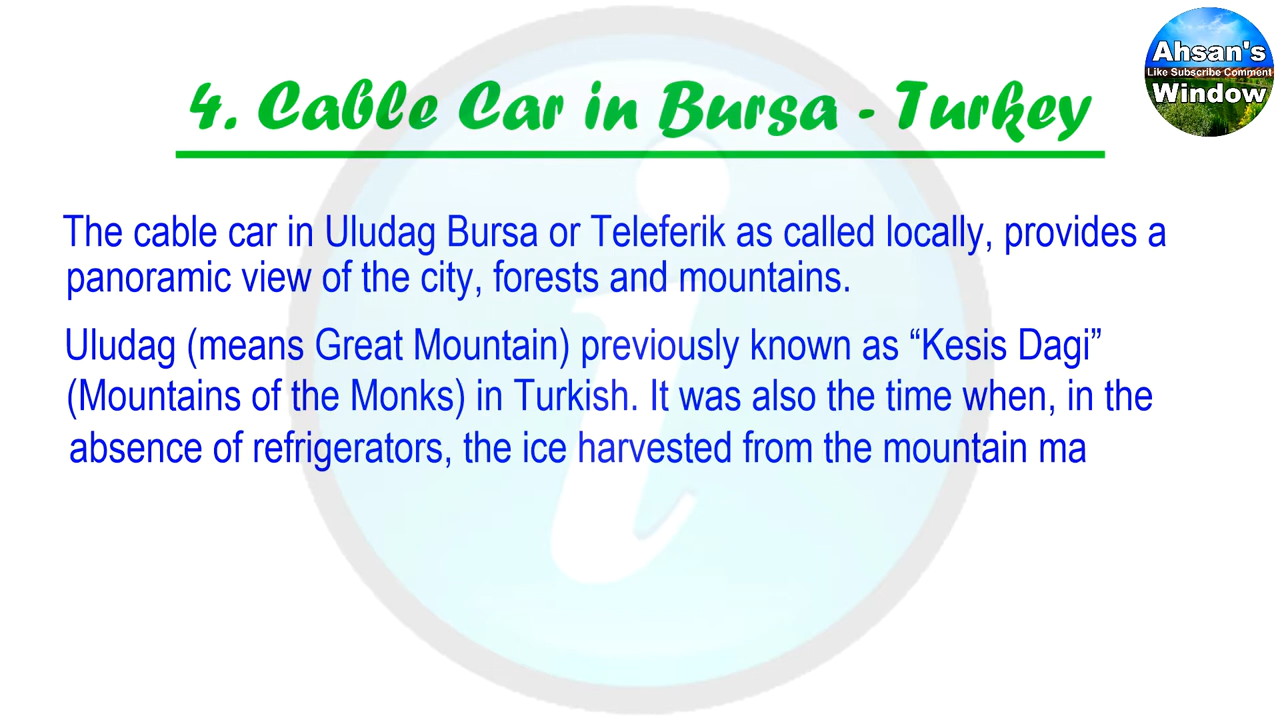 4. Cable Car in Bursa - Turkey
Ahsan's
Like Subscribe Comment
Window
The cable car in Uludag Bursa or Teleferik as called locally, provides a
panoramic view of the city, forests and mountains.
Uludag (means Great Mountain) previously known as “Kesis Dagi”
(Mountains of the Monks) in Turkish. It was also the time when, in the
absence of refrigerators, the ice harvested from the mountain ma